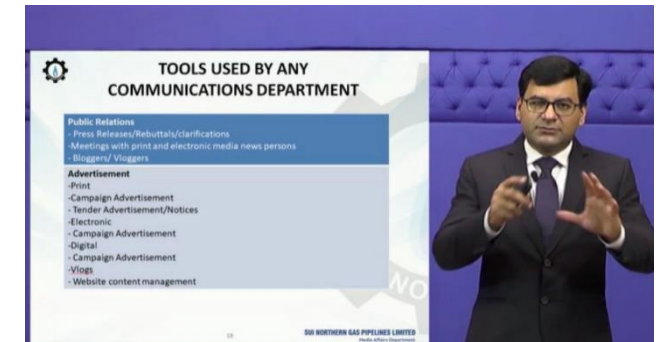 TOOLS USED BY ANY
COMMUNICATIONS DEPARTMENT
Public Relations
- Press Releases/Rebuttals/clarifications
-Meetings with print and electronic media news persons
- Bloggers/ Vloggers
Advertisement
-Print
-Campaign Advertisement
- Tender Advertisement/Notices
-Electronic
- Campaign Advertisement
-Digital
- Campaign Advertisement
-Vlogs
- Website content management
NO
SUI NORTHERN GAS PIPELINES LIMITED
Media Affairs Department